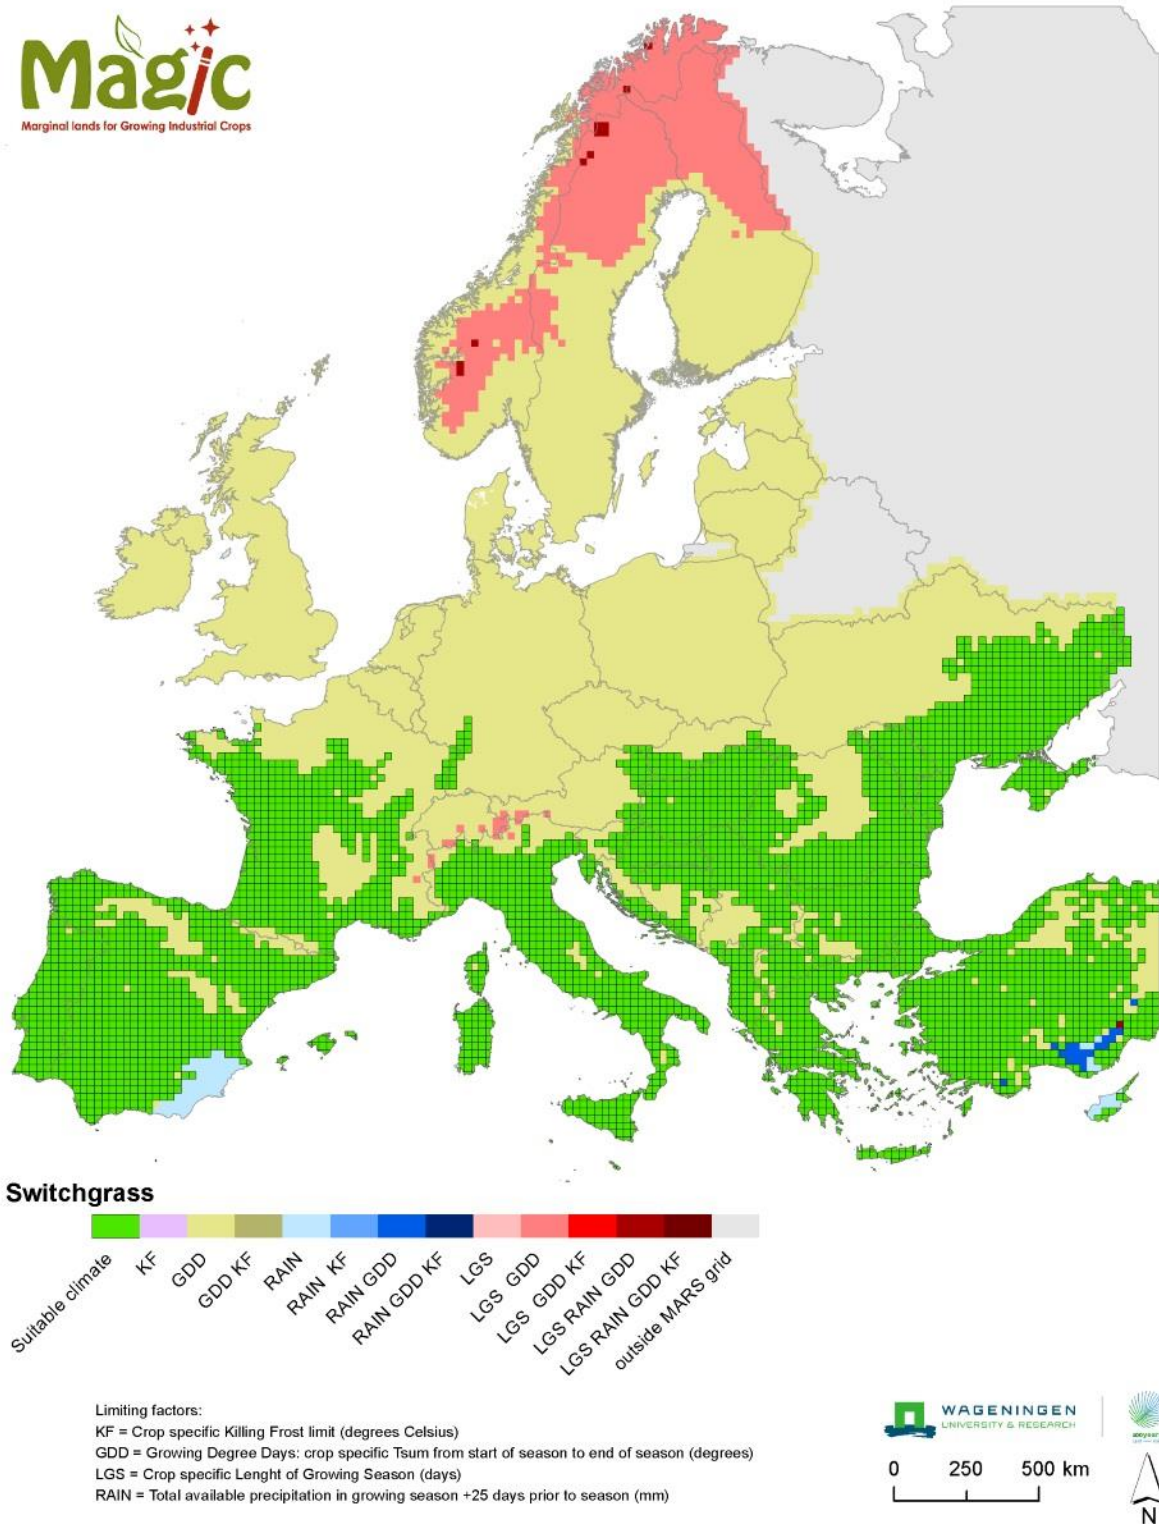 Magic
Marginal lands for Growing Industrial Crops
Switchgrass
Suitable climate
KF
GDD
GDD KF
RAIN
RAIN KF
RAIN GDD
RAIN GDD KF
LGS
LGS GDD
LGS GDD KF
LGS RAIN GDD
LGS RAIN GDD KF
outside MARS grid
Limiting factors:
KF = Crop specific Killing Frost limit (degrees Celsius)
GDD = Growing Degree Days: crop specific Tsum from start of season to end of season (degrees)
LGS = Crop specific Lenght of Growing Season (days)
RAIN = Total available precipitation in growing season +25 days prior to season (mm)
WAGENINGEN
UNIVERSITY & RESEARCH
0 250 500 km
N